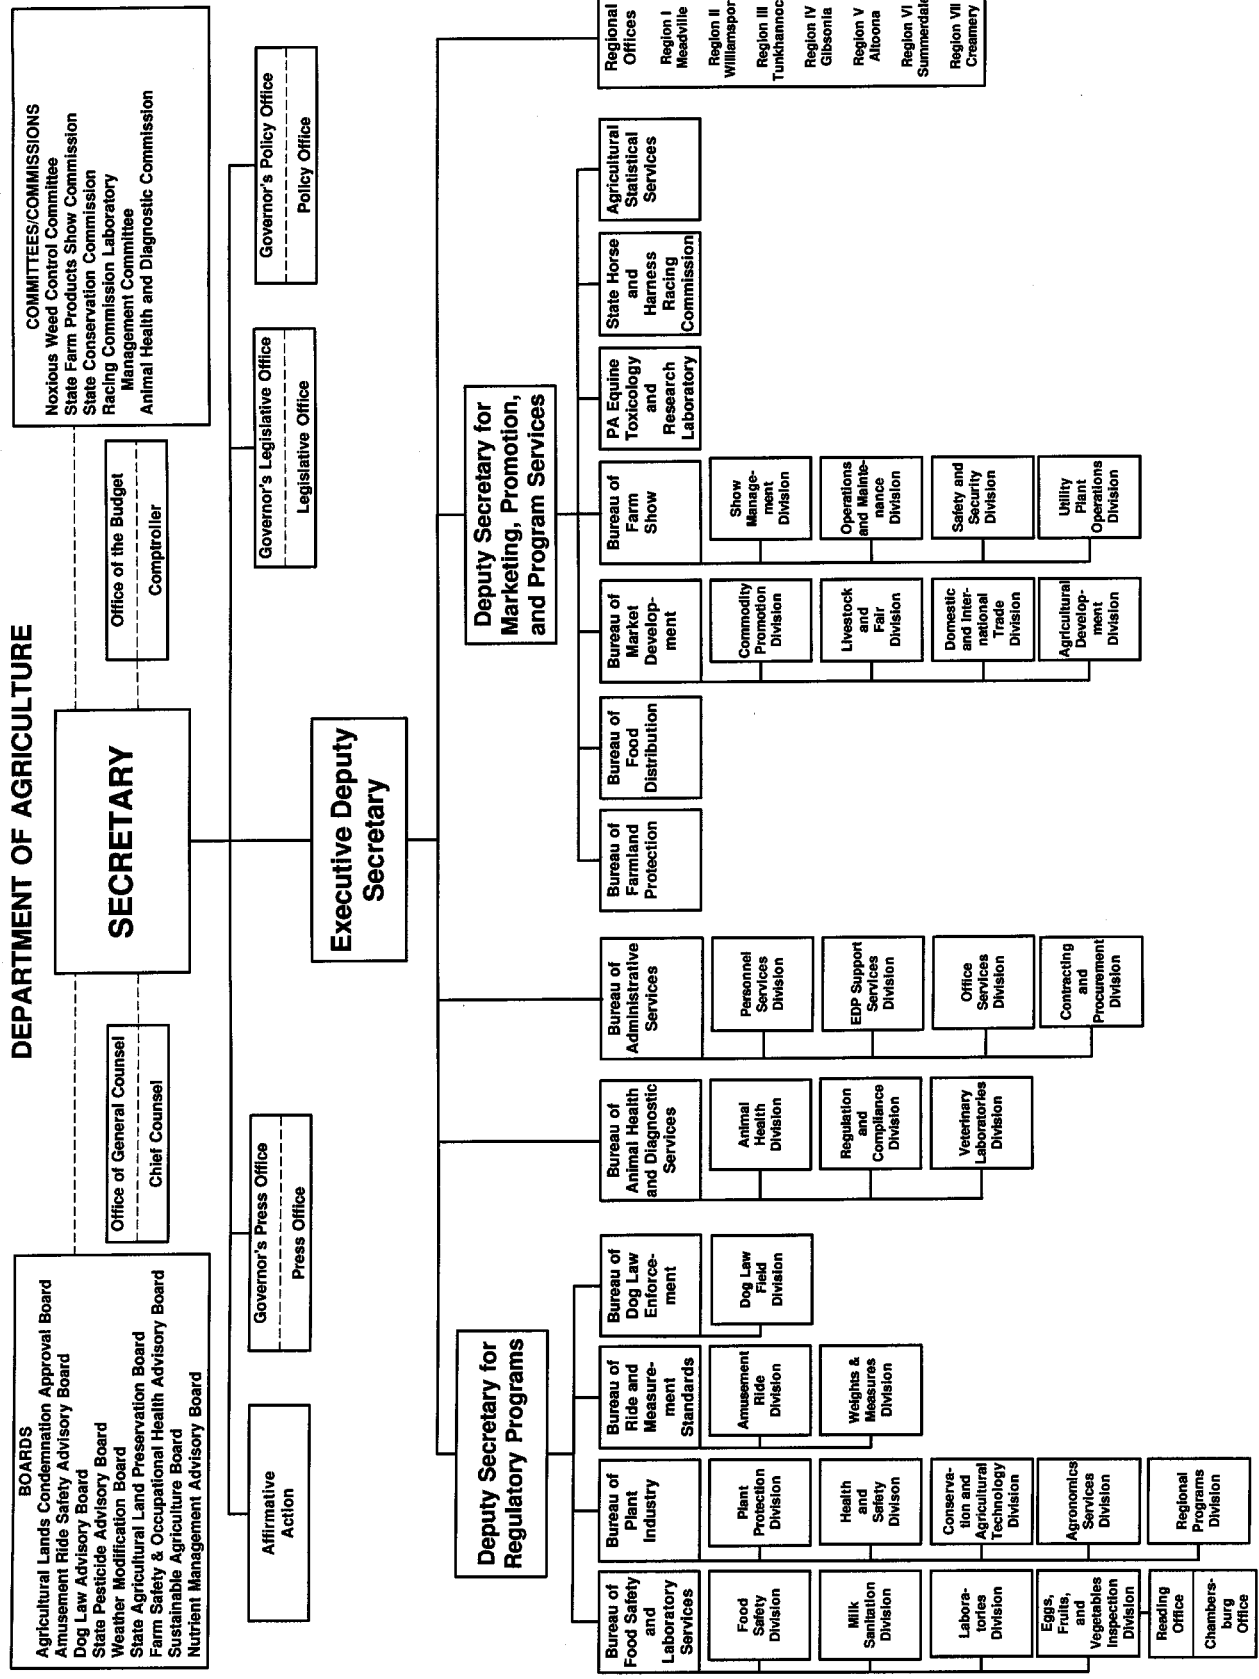 DEPARTMENT OF AGRICULTURE
BOARDS
Agricultural Lands Condemnation Approval Board
Amusement Ride Safety Advisory Board
Dog Law Advisory Board
State Pesticide Advisory Board
Weather Modification Board
State Agricultural Land Preservation Board
Farm Safety & Occupational Health Advisory Board
Sustainable Agriculture Board
Nutrient Management Advisory Board
SECRETARY
COMMITTEES/COMMISSIONS
Noxious Weed Control Committee
State Farm Products Show Commission
State Conservation Commission
Racing Commission Laboratory
Management Committee
Animal Health and Diagnostic Commission
Office of General Counsel
Chief Counsel
Office of the Budget
Comptroller
Affirmative
Action
Governor's Press Office
Press Office
Governor's Legislative Office
Legislative Office
Governor's Policy Office
Policy Office
Executive Deputy
Secretary
Deputy Secretary for
Regulatory Programs
Deputy Secretary for
Marketing, Promotion,
and Program Services
Bureau of
Food Safety
and
Laboratory
Services
Food
Safety
Division
Milk
Sanitation
Division
Labora-
tories
Division
Eggs,
Fruits,
and
Vegetables
Inspection
Division
Reading
Office
Chambers-
burg
Office
Bureau of
Plant
Industry
Plant
Protection
Division
Health
and
Safety
Divison
Conserva-
tion and
Agricultural
Technology
Division
Agronomics
Services
Division
Regional
Programs
Division
Bureau of
Ride and
Measure-
ment
Standards
Amusement
Ride
Division
Weights &
Measures
Division
Bureau of
Dog Law
Enforce-
ment
Dog Law
Field
Division
Bureau of
Animal Health
and Diagnostic
Services
Animal
Health
Division
Regulation
and
Compliance
Division
Veterinary
Laboratories
Division
Bureau of
Administrative
Services
Personnel
Services
Division
EDP Support
Services
Division
Office
Services
Division
Contracting
and
Procurement
Division
Bureau of
Farmland
Protection
Bureau of
Food
Distribution
Bureau of
Market
Develop-
ment
Commodity
Promotion
Division
Livestock
and
Fair
Division
Domestic
and Inter-
national
Trade
Division
Agricultural
Develop-
ment
Division
Bureau of
Farm
Show
Show
Manage-
ment
Division
Operations
and Mainte-
nance
Division
Safety and
Security
Division
Utility
Plant
Operations
Division
PA Equine
Toxicology
and
Research
Laboratory
State Horse
and
Harness
Racing
Commission
Agricultural
Statistical
Services
Regional
Offices
Region I
Meadville
Region II
Williamspor
Region III
Tunkhannoc
Region IV
Gibsonia
Region V
Altoona
Region VI
Summerdale
Region VII
Creamery